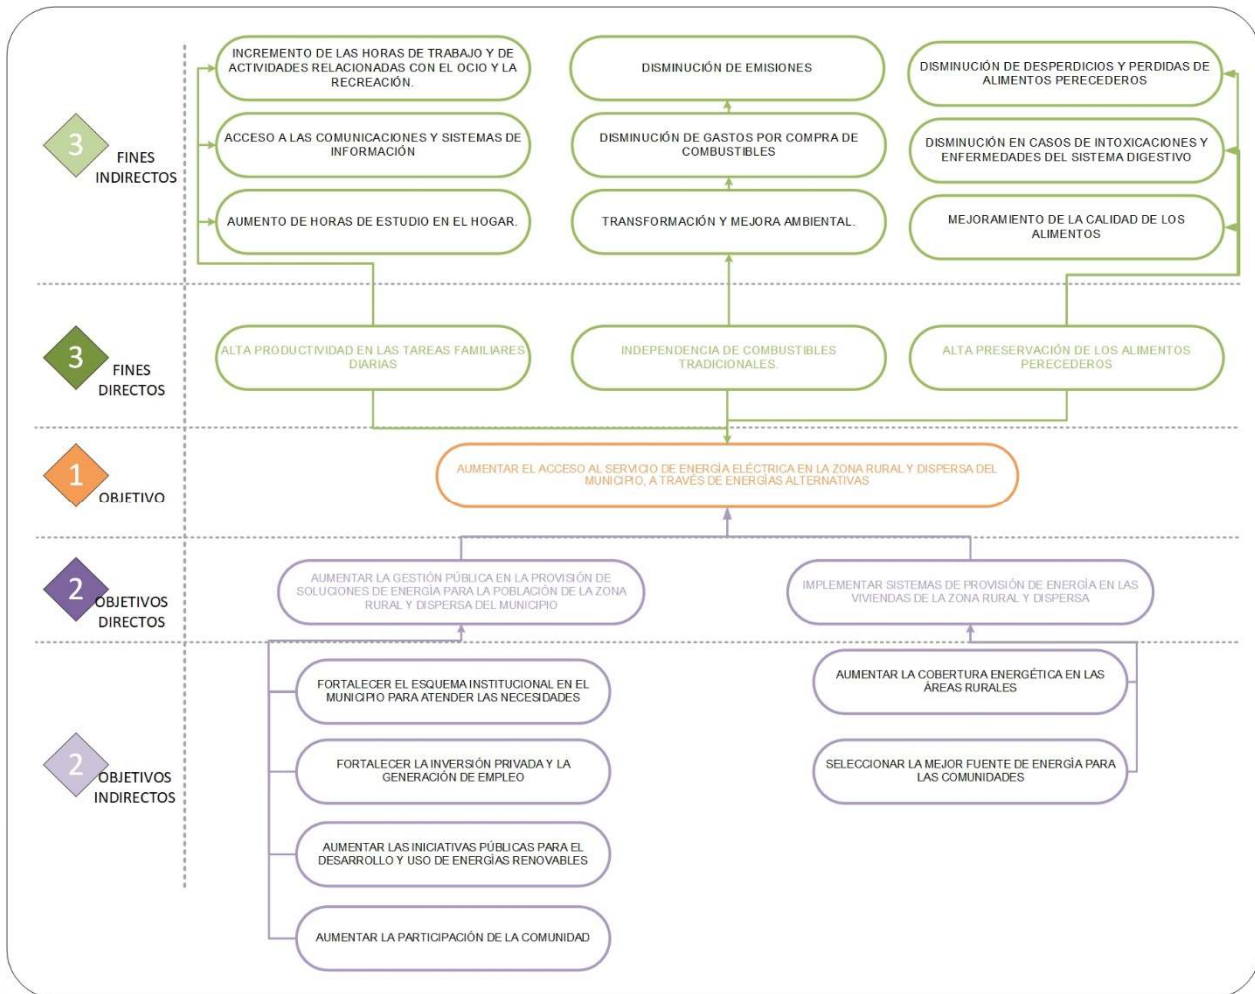 INCREMENTO DE LAS HORAS DE TRABAJO Y DE
ACTIVIDADES RELACIONADAS CON EL OCIO Y LA
RECREACIÓN.
DISMINUCIÓN DE EMISIONES
DISMINUCIÓN DE DESPERDICIOS Y PERDIDAS DE
ALIMENTOS PERECEDEROS
3
FINES
INDIRECTOS
ACCESO A LAS COMUNICACIONES Y SISTEMAS DE
INFORMACIÓN
DISMINUCIÓN DE GASTOS POR COMPRA DE
COMBUSTIBLES
DISMINUCIÓN EN CASOS DE INTOXICACIONES Y
ENFERMEDADES DEL SISTEMA DIGESTIVO
AUMENTO DE HORAS DE ESTUDIO EN EL HOGAR.
TRANSFORMACIÓN Y MEJORA AMBIENTAL.
MEJORAMIENTO DE LA CALIDAD DE LOS
ALIMENTOS
3
FINES
DIRECTOS
ALTA PRODUCTIVIDAD EN LAS TAREAS FAMILIARES
DIARIAS
INDEPENDENCIA DE COMBUSTIBLES
TRADICIONALES.
ALTA PRESERVACIÓN DE LOS ALIMENTOS
PERECEDEROS
1
OBJETIVO
AUMENTAR EL ACCESO AL SERVICIO DE ENERGÍA ELÉCTRICA EN LA ZONA RURAL Y DISPERSA DEL
MUNICIPIO, A TRAVÉS DE ENERGÍAS ALTERNATIVAS
2
OBJETIVOS
DIRECTOS
AUMENTAR LA GESTIÓN PÚBLICA EN LA PROVISIÓN DE
SOLUCIONES DE ENERGÍA PARA LA POBLACIÓN DE LA ZONA
RURAL Y DISPERSA DEL MUNICIPIO
IMPLEMENTAR SISTEMAS DE PROVISIÓN DE ENERGÍA EN LAS
VIVIENDAS DE LA ZONA RURAL Y DISPERSA
2
OBJETIVOS
INDIRECTOS
FORTALECER EL ESQUEMA INSTITUCIONAL EN EL
MUNICIPIO PARA ATENDER LAS NECESIDADES
AUMENTAR LA COBERTURA ENERGÉTICA EN LAS
ÁREAS RURALES
FORTALECER LA INVERSIÓN PRIVADA Y LA
GENERACIÓN DE EMPLEO
SELECCIONAR LA MEJOR FUENTE DE ENERGÍA PARA
LAS COMUNIDADES
AUMENTAR LAS INICIATIVAS PÚBLICAS PARA EL
DESARROLLO Y USO DE ENERGÍAS RENOVABLES
AUMENTAR LA PARTICIPACIÓN DE LA COMUNIDAD